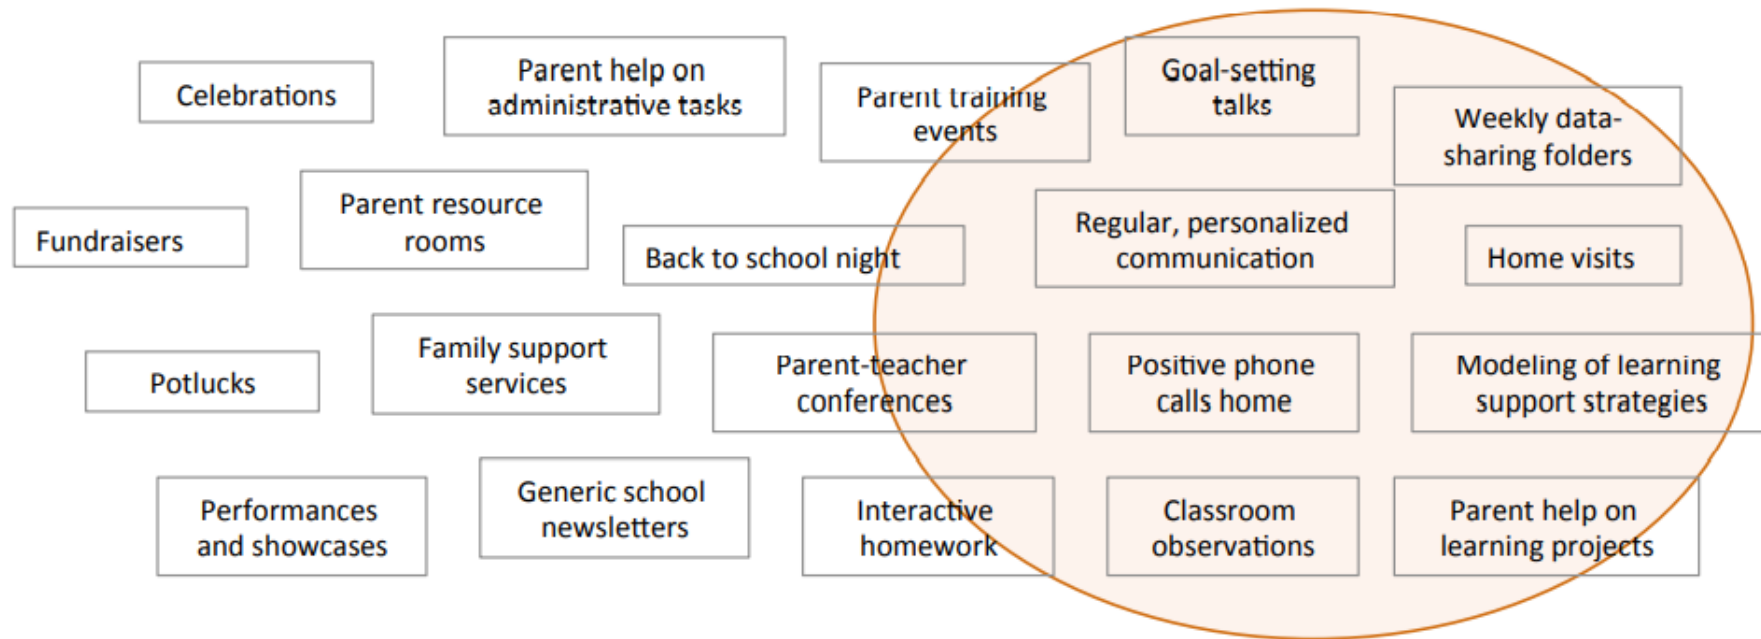 Celebrations
Parent help on
administrative tasks
Parent training
events
Goal-setting
talks
Weekly data-
sharing folders
Fundraisers
Parent resource
rooms
Back to school night
Regular, personalized
communication
Home visits
Potlucks
Family support
services
Parent-teacher
conferences
Positive phone
calls home
Modeling of learning
support strategies
Performances
and showcases
Generic school
newsletters
Interactive
homework
Classroom
observations
Parent help on
learning projects